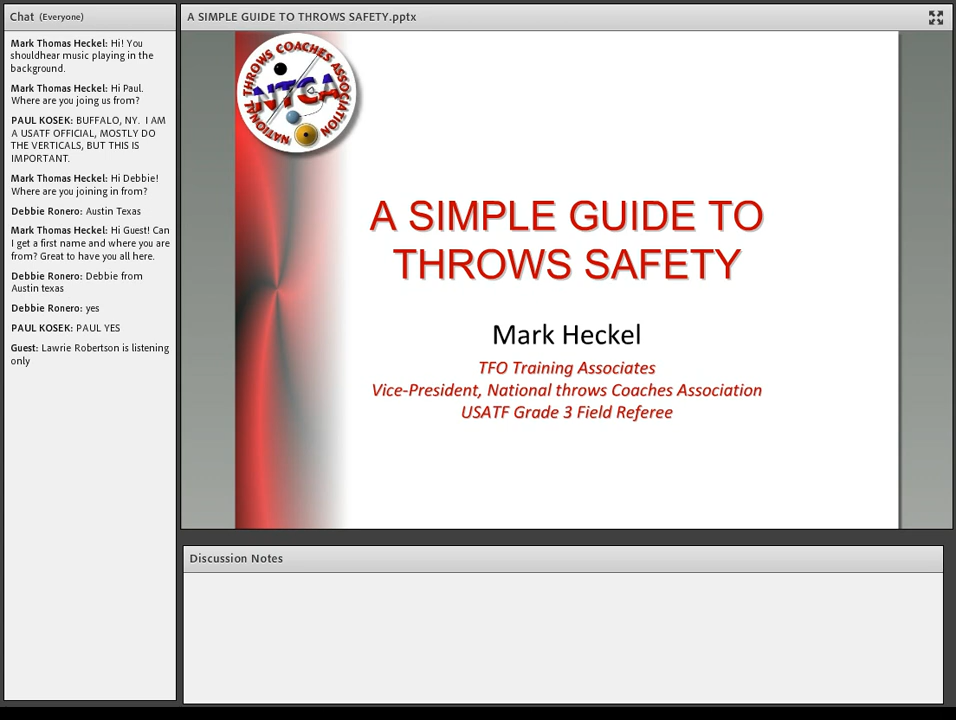 Chat (Everyone)
Mark Thomas Heckel: Hi! You
shouldhear music playing in the
background.
Mark Thomas Heckel: Hi Paul.
Where are you joing us from?
PAUL KOSEK: BUFFALO, NY. I AM
A USATF OFFICIAL, MOSTLY DO
THE VERTICALS, BUT THIS IS
IMPORTANT.
Mark Thomas Heckel: Hi Debbie!
Where are you joining in from?
Debbie Ronero: Austin Texas
Mark Thomas Heckel: Hi Guest! Can
I get a first name and where you are
from? Great to have you all here.
Debbie Ronero: Debbie from
Austin texas
Debbie Ronero: yes
PAUL KOSEK: PAUL YES
Guest: Lawrie Robertson is listening
only
A SIMPLE GUIDE TO THROWS SAFETY.pptx
NATIONAL THROWS COACHES ASSOCIATION
NTCA
A SIMPLE GUIDE TO
THROWS SAFETY
Mark Heckel
TFO Training Associates
Vice-President, National throws Coaches Association
USATF Grade 3 Field Referee
Discussion Notes